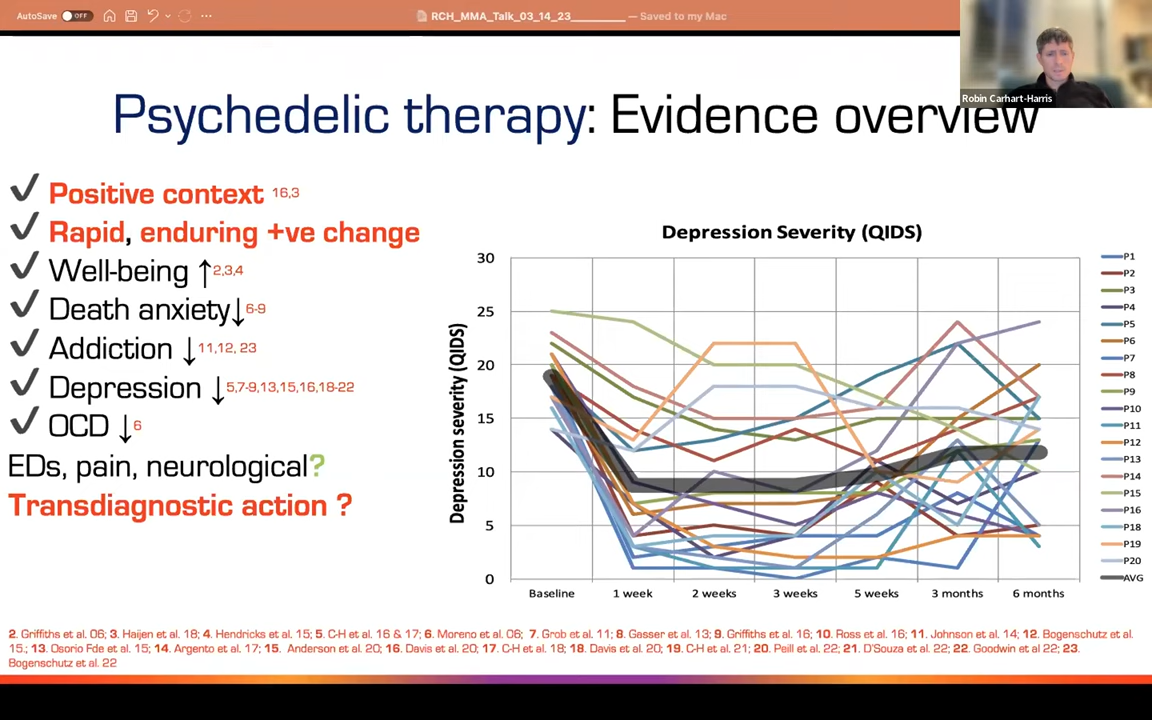 AutoSave OFF
RCH_MMA_Talk_03_14_23________ — Saved to my Mac
Robin Carhart-Harris
Psychedelic therapy: Evidence overview
✔ Positive context 16,3
✔ Rapid, enduring +ve change
✔ Well-being ↑2,3,4
✔ Death anxiety↓6-9
✔ Addiction ↓11,12, 23
✔ Depression ↓5,7-9,13,15,16,18-22
✔ OCD ↓6
EDs, pain, neurological?
Transdiagnostic action ?
Depression Severity (QIDS)
Depression severity (QIDS)
30
25
20
15
10
5
0
Baseline 1 week 2 weeks 3 weeks 5 weeks 3 months 6 months
P1
P2
P3
P4
P5
P6
P7
P8
P9
P10
P11
P12
P13
P14
P15
P16
P18
P19
P20
AVG
2. Griffiths et al. 06; 3. Haijen et al. 18; 4. Hendricks et al. 15; 5. C-H et al. 16 & 17; 6. Moreno et al. 06; 7. Grob et al. 11; 8. Gasser et al. 13; 9. Griffiths et al. 16; 10. Ross et al. 16; 11. Johnson et al. 14; 12. Bogenschutz et al.
15.; 13. Osorio Fde et al. 15; 14. Argento et al. 17; 15. Anderson et al. 20; 16. Davis et al. 20; 17. C-H et al. 18; 18. Davis et al. 20; 19. C-H et al. 21; 20. Peill et al. 22; 21. D'Souza et al. 22; 22. Goodwin et al 22; 23.
Bogenschutz et al. 22